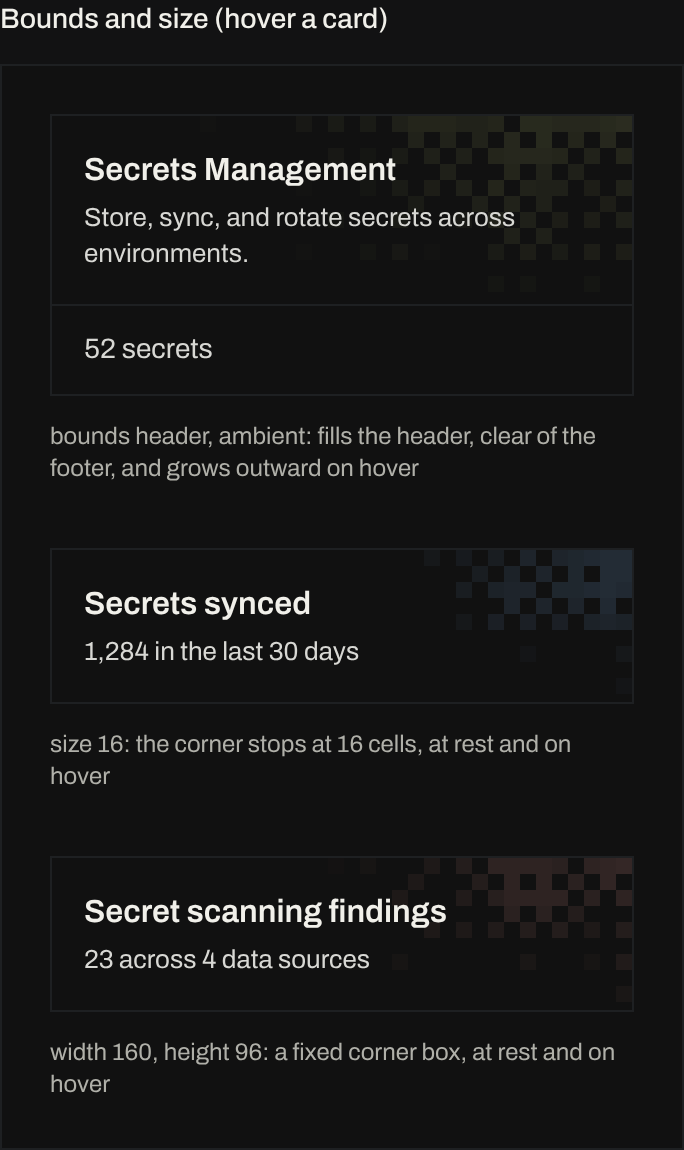 Bounds and size (hover a card)
Secrets Management
Store, sync, and rotate secrets across
environments.
52 secrets
bounds header, ambient: fills the header, clear of the
footer, and grows outward on hover
Secrets synced
1,284 in the last 30 days
size 16: the corner stops at 16 cells, at rest and on
hover
Secret scanning findings
23 across 4 data sources
width 160, height 96: a fixed corner box, at rest and on
hover